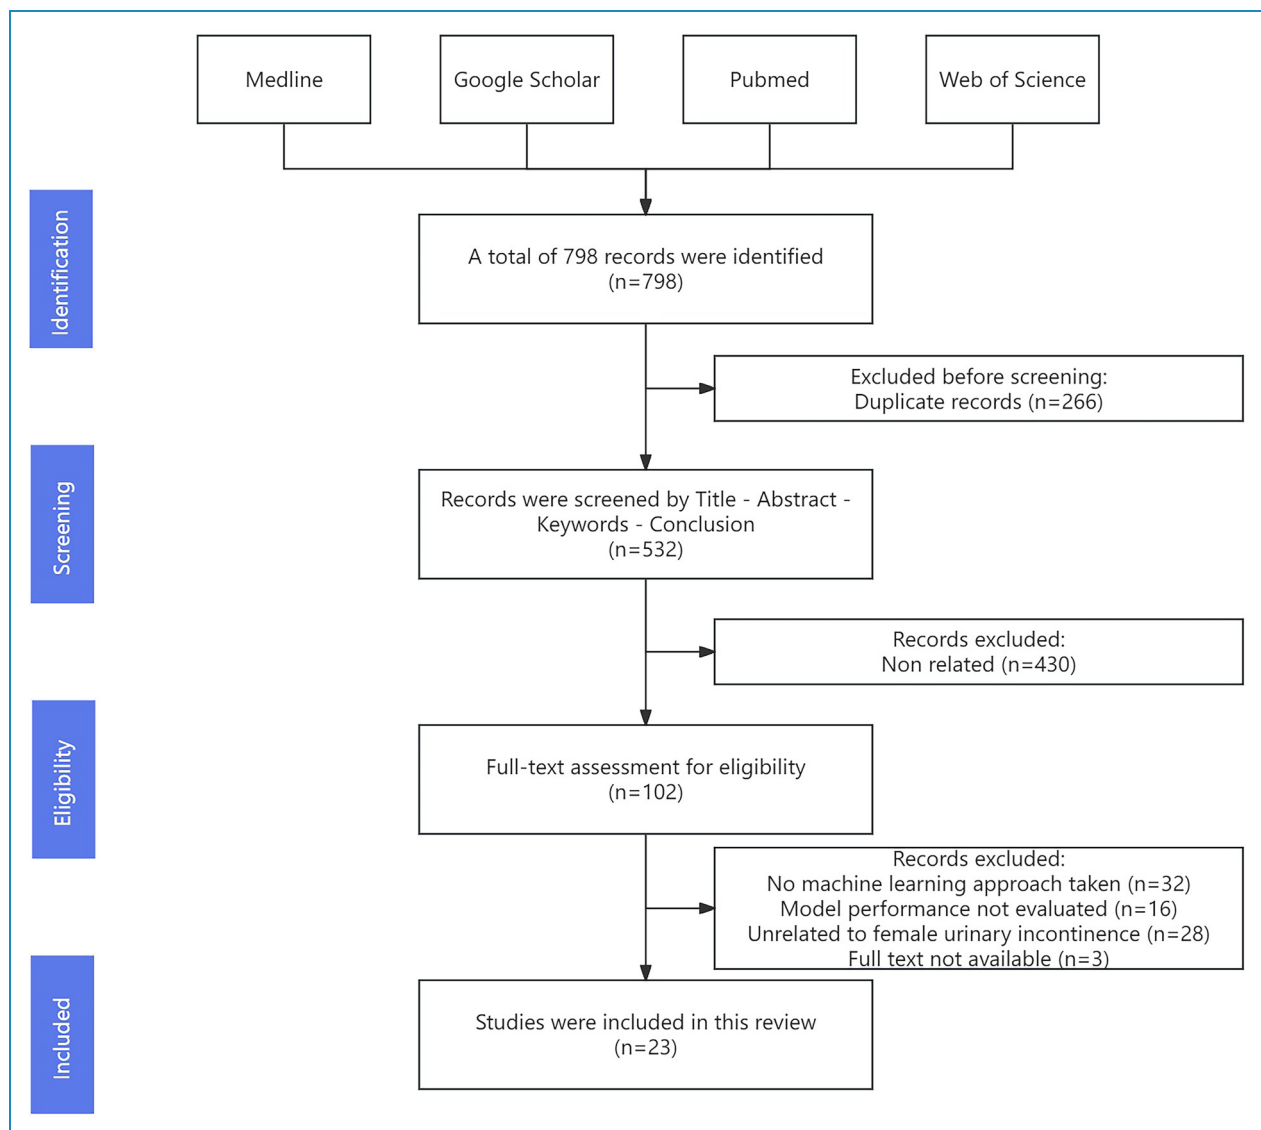 Medline
Google Scholar
Pubmed
Web of Science
Identification
A total of 798 records were identified
(n=798)
Excluded before screening:
Duplicate records (n=266)
Screening
Records were screened by Title - Abstract -
Keywords - Conclusion
(n=532)
Records excluded:
Non related (n=430)
Eligibility
Full-text assessment for eligibility
(n=102)
Records excluded:
No machine learning approach taken (n=32)
Model performance not evaluated (n=16)
Unrelated to female urinary incontinence (n=28)
Full text not available (n=3)
Included
Studies were included in this review
(n=23)